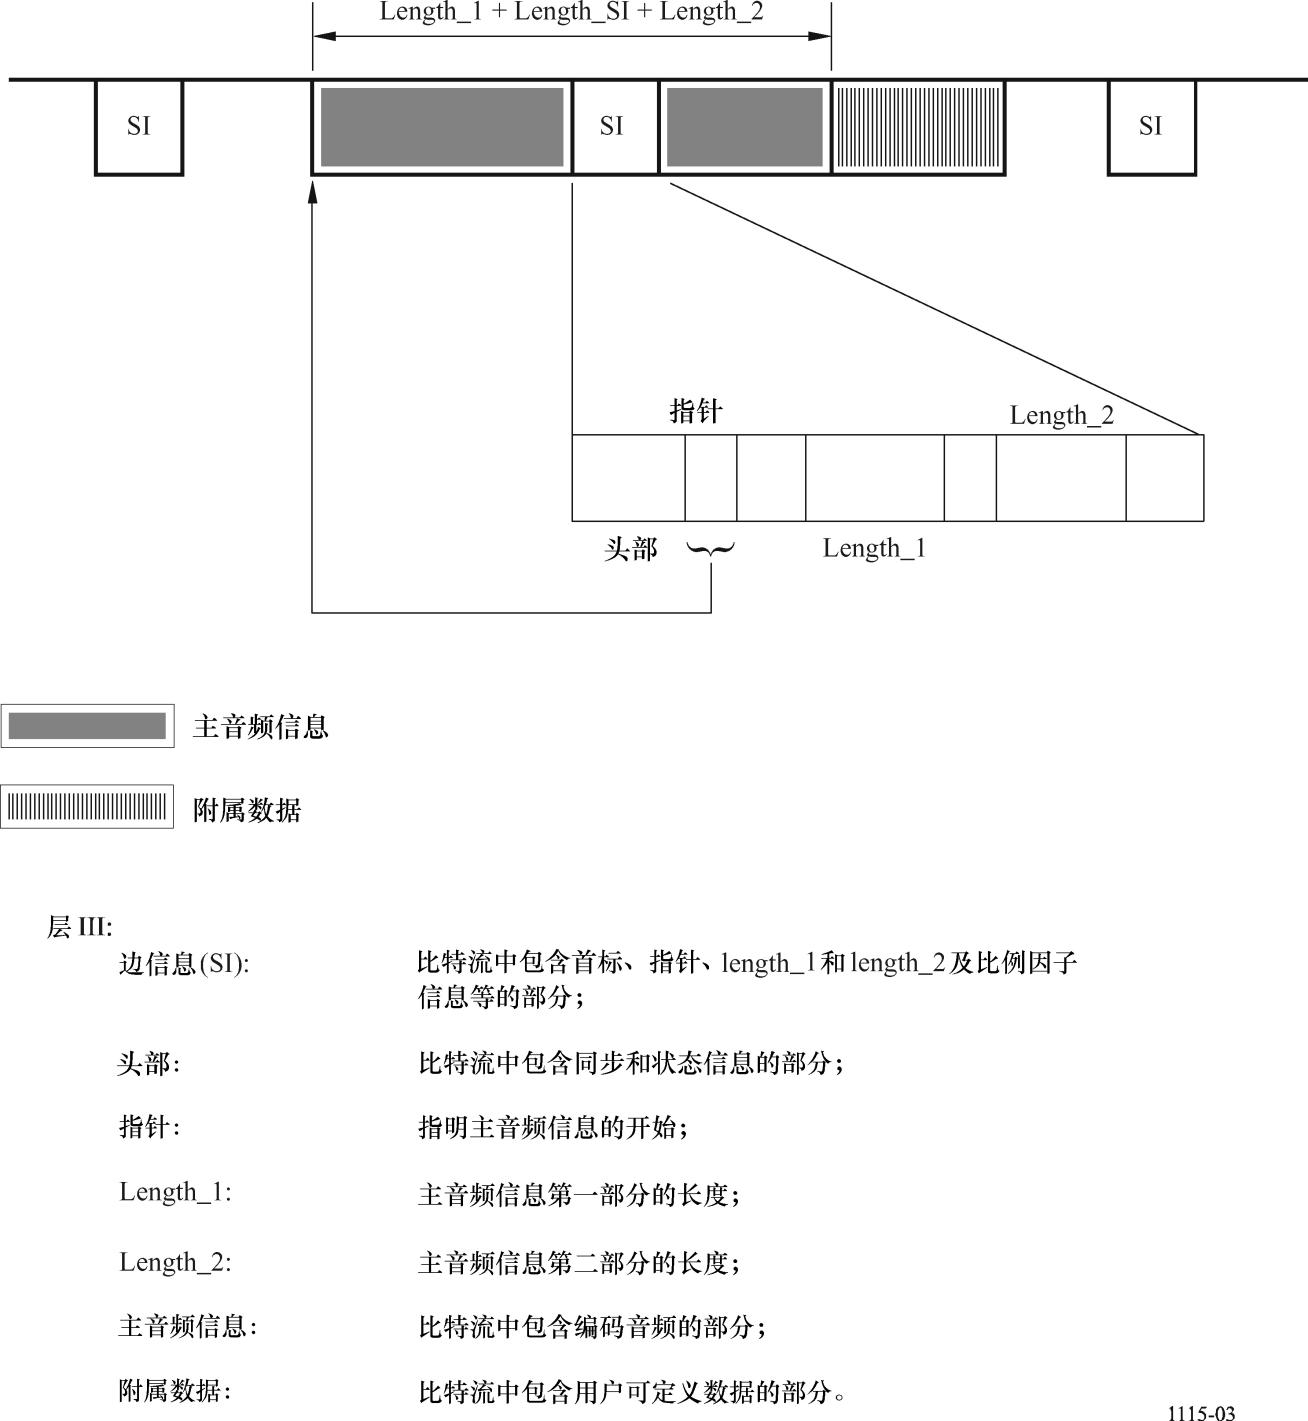 Length_1 + Length_SI + Length_2
SI
SI
SI
指针
Length_2
头部
Length_1
主音频信息
附属数据
层 III:
边信息(SI): 比特流中包含首标、指针、length_1和length_2及比例因子
信息等的部分；
头部： 比特流中包含同步和状态信息的部分；
指针： 指明主音频信息的开始；
Length_1: 主音频信息第一部分的长度；
Length_2: 主音频信息第二部分的长度；
主音频信息： 比特流中包含编码音频的部分；
附属数据： 比特流中包含用户可定义数据的部分。
1115-03